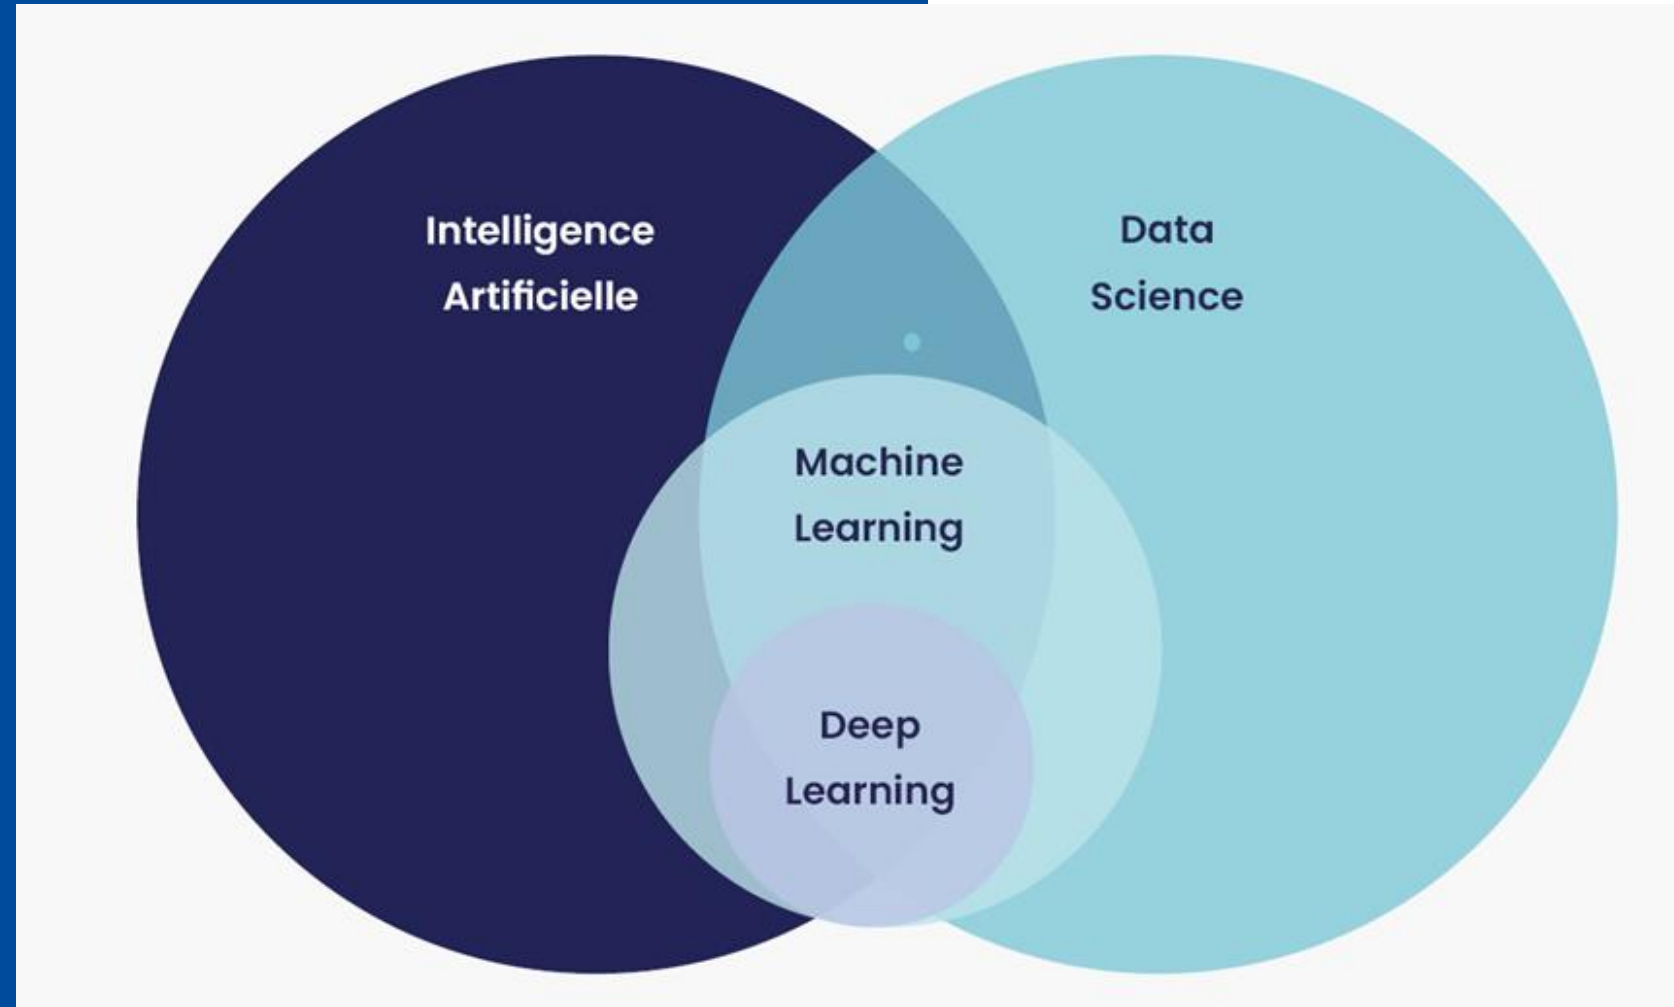 Intelligence
Artificielle
Data
Science
Machine
Learning
Deep
Learning